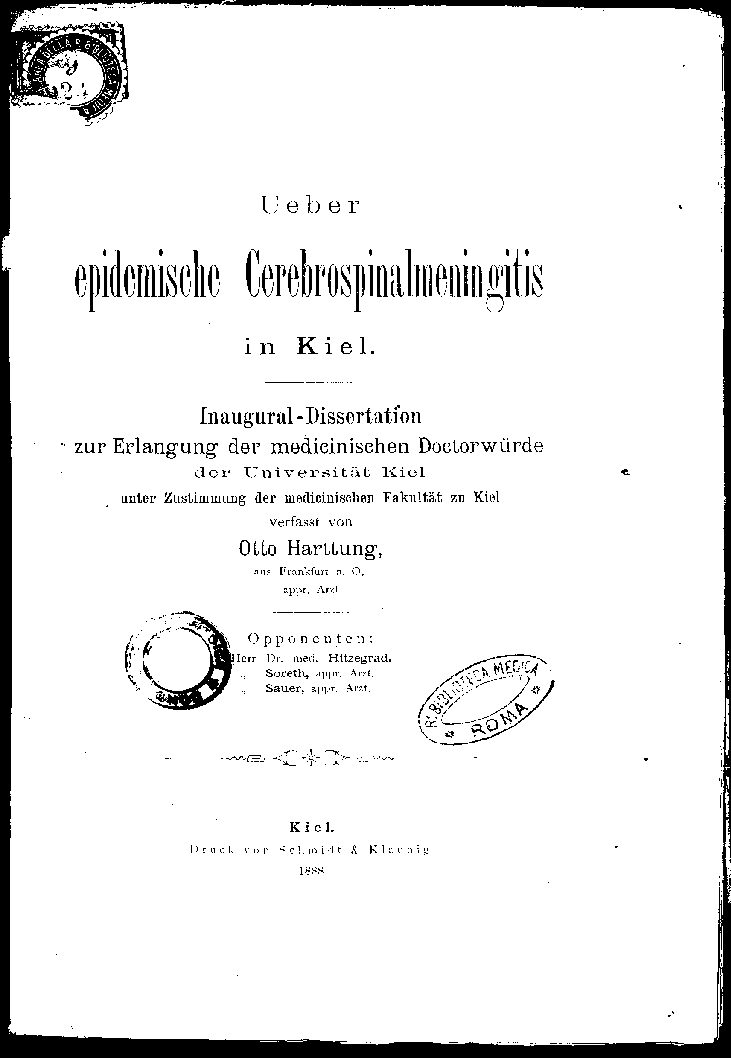 Ueber
epidemische Cerebrospinalmeningitis
in Kiel.
Inaugural-Dissertation
zur Erlangung der medicinischen Doctorwürde
der Universität Kiel
unter Zustimmung der medicinischen Fakultät zu Kiel
verfasst von
Otto Harttung,
aus Frankfurt a. O.
appr. Arzt
Opponenten:
Herr Dr. med. Hitzegrad.
„ Soreth, appr. Arzt.
„ Sauer, appr. Arzt.
R. BIBLIOTECA MEDICA
* ROMA *
Kiel.
Druck von Schmidt & Klaunig
1888